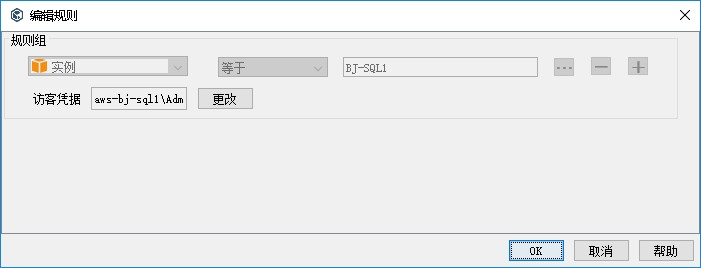 编辑规则
规则组
实例 等于 BJ-SQL1 ...
访客凭据 aws-bj-sql1\Adm 更改
OK 取消 帮助